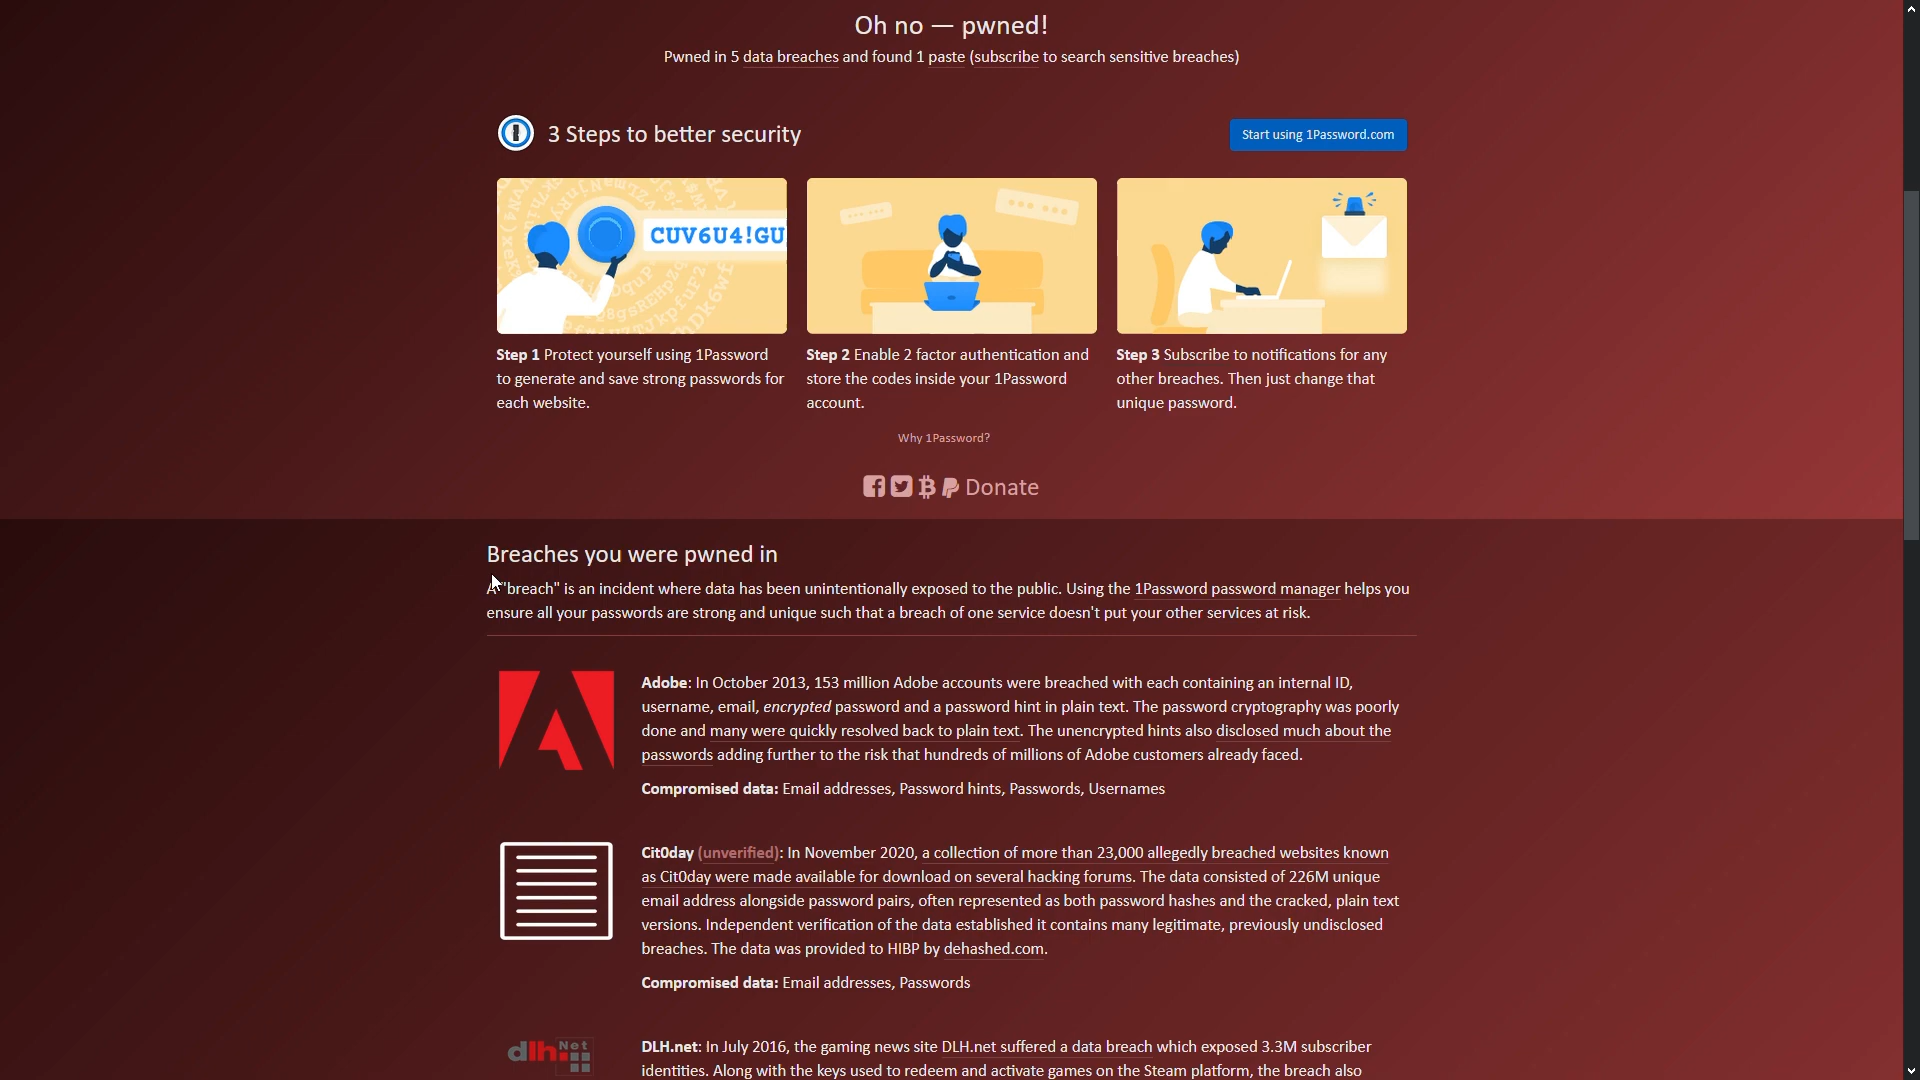 Oh no — pwned!
Pwned in 5 data breaches and found 1 paste (subscribe to search sensitive breaches)
3 Steps to better security
Start using 1Password.com
CUV6U4!GU
Step 1 Protect yourself using 1Password
to generate and save strong passwords for
each website.
Step 2 Enable 2 factor authentication and
store the codes inside your 1Password
account.
Step 3 Subscribe to notifications for any
other breaches. Then just change that
unique password.
Why 1Password?
Donate
Breaches you were pwned in
A "breach" is an incident where data has been unintentionally exposed to the public. Using the 1Password password manager helps you
ensure all your passwords are strong and unique such that a breach of one service doesn't put your other services at risk.
Adobe: In October 2013, 153 million Adobe accounts were breached with each containing an internal ID,
username, email, encrypted password and a password hint in plain text. The password cryptography was poorly
done and many were quickly resolved back to plain text. The unencrypted hints also disclosed much about the
passwords adding further to the risk that hundreds of millions of Adobe customers already faced.
Compromised data: Email addresses, Password hints, Passwords, Usernames
Cit0day (unverified): In November 2020, a collection of more than 23,000 allegedly breached websites known
as Cit0day were made available for download on several hacking forums. The data consisted of 226M unique
email address alongside password pairs, often represented as both password hashes and the cracked, plain text
versions. Independent verification of the data established it contains many legitimate, previously undisclosed
breaches. The data was provided to HIBP by dehashed.com.
Compromised data: Email addresses, Passwords
dlh.Net
DLH.net: In July 2016, the gaming news site DLH.net suffered a data breach which exposed 3.3M subscriber
identities. Along with the keys used to redeem and activate games on the Steam platform, the breach also